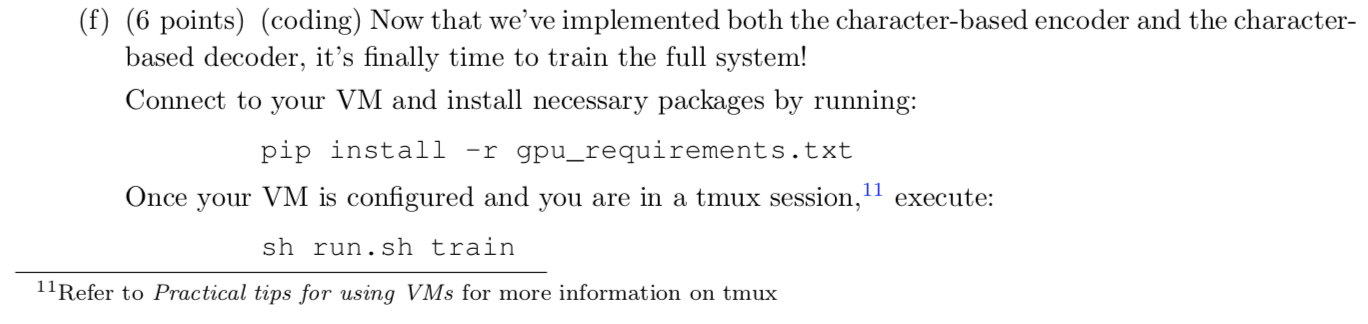 (f) (6 points) (coding) Now that we've implemented both the character-based encoder and the character-
based decoder, it's finally time to train the full system!
Connect to your VM and install necessary packages by running:
pip install -r gpu_requirements.txt
Once your VM is configured and you are in a tmux session,11 execute:
sh run.sh train
11Refer to Practical tips for using VMs for more information on tmux